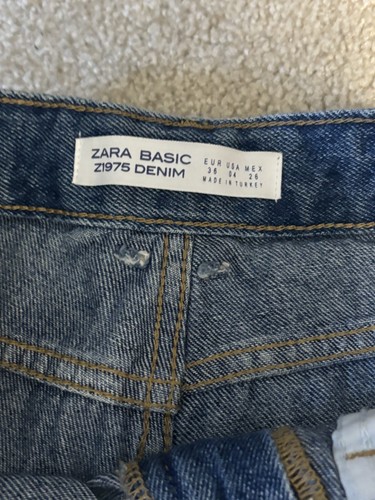 ZARA BASIC
Z1975 DENIM
EUR USA MEX
36 04 26
MADE IN TURKEY